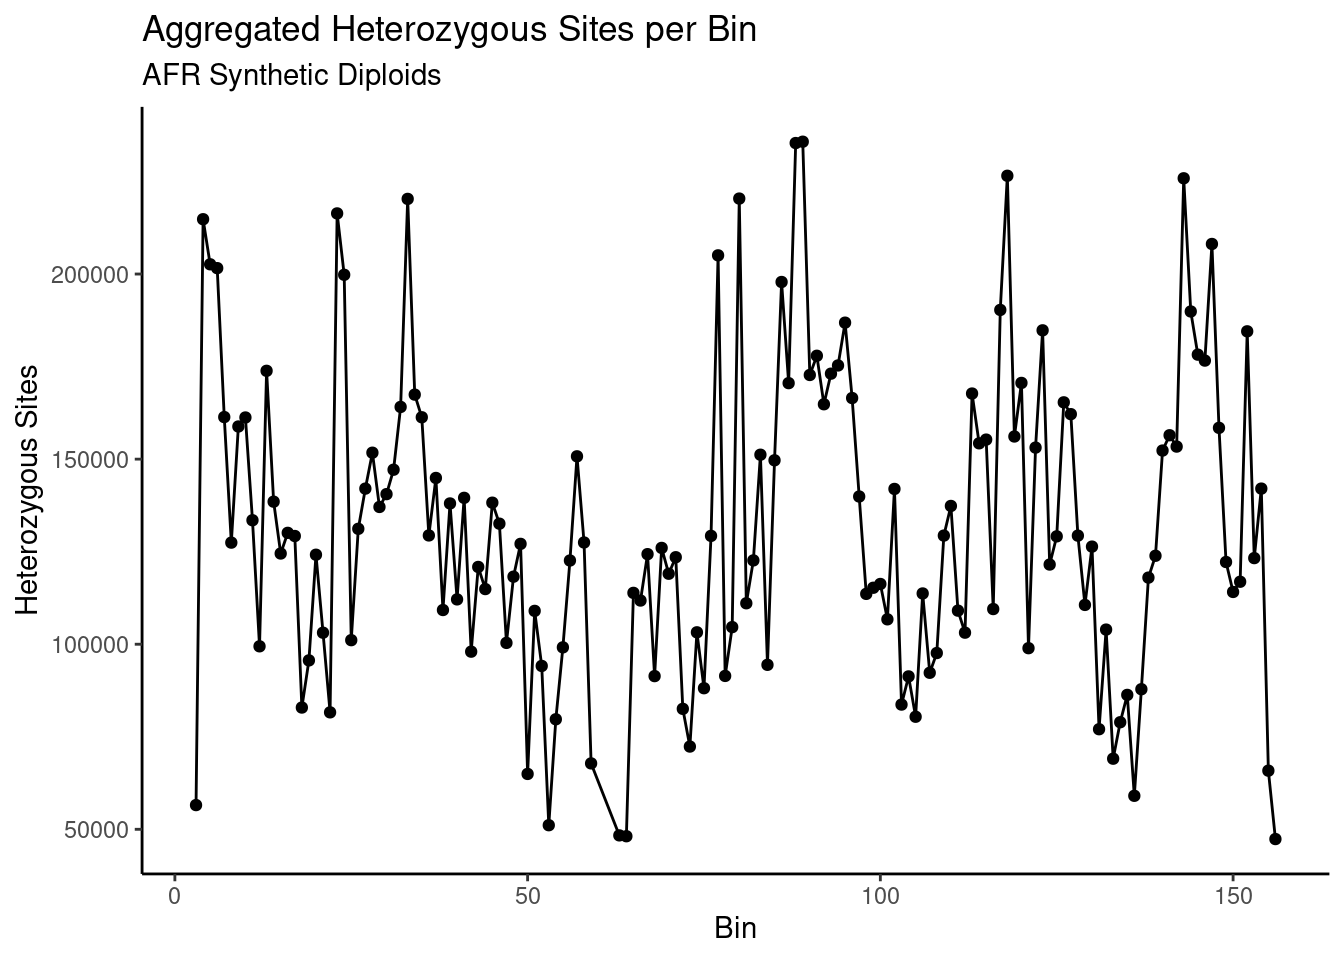 Aggregated Heterozygous Sites per Bin
AFR Synthetic Diploids
Heterozygous Sites
200000
150000
100000
50000
0
50
100
150
Bin